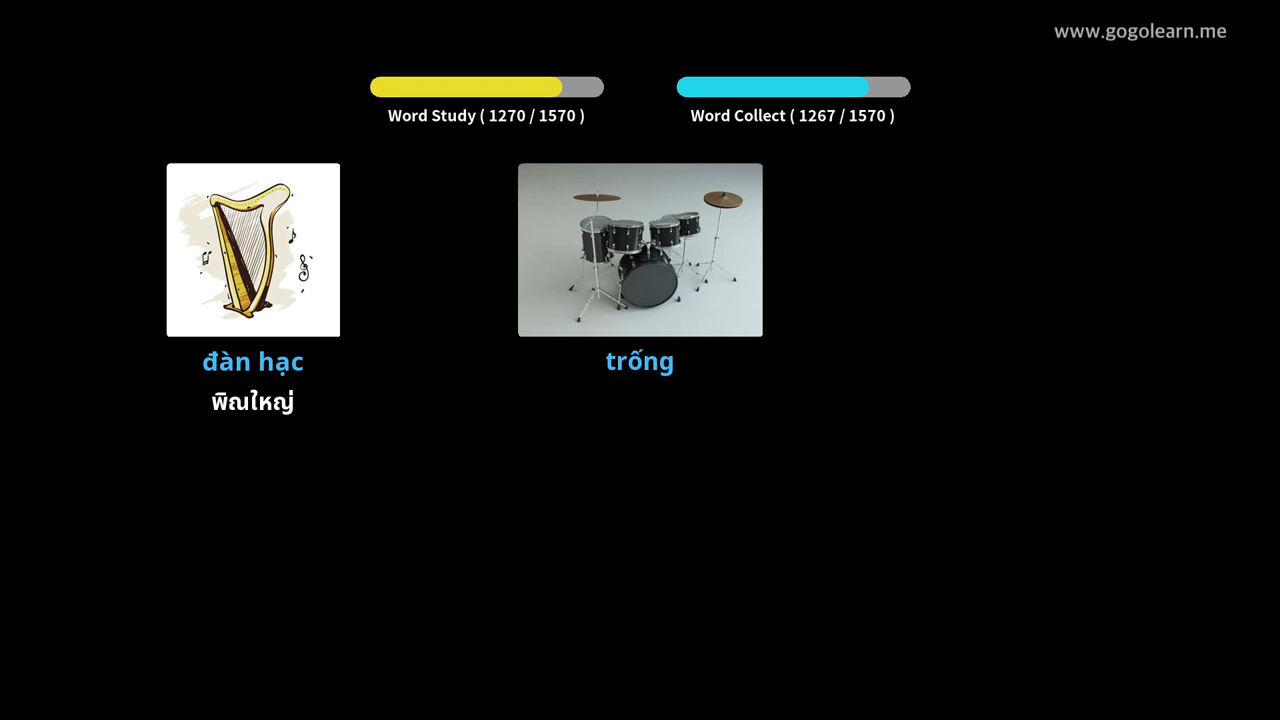 www.gogolearn.me
Word Study ( 1270 / 1570 )
Word Collect ( 1267 / 1570 )
đàn hạc
trống
พิณใหญ่